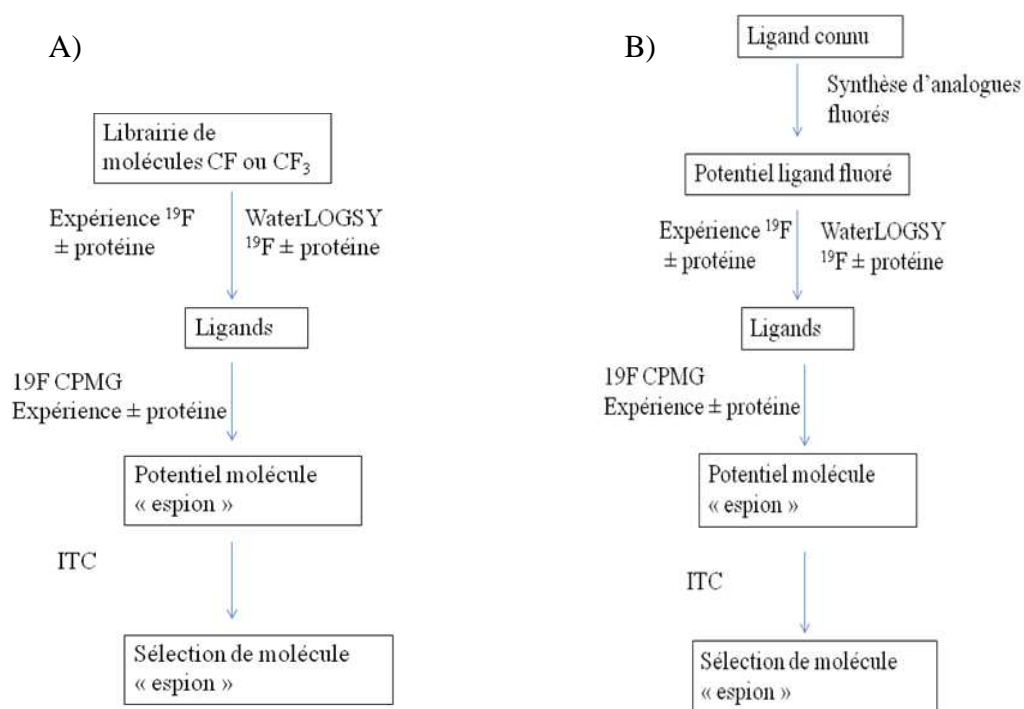 A)
Librairie de
molécules CF ou CF₃
Expérience ¹⁹F
± protéine
WaterLOGSY
¹⁹F ± protéine
Ligands
19F CPMG
Expérience ± protéine
Potentiel molécule
« espion »
ITC
Sélection de molécule
« espion »
B)
Ligand connu
Synthèse d'analogues
fluorés
Potentiel ligand fluoré
Expérience ¹⁹F
± protéine
WaterLOGSY
¹⁹F ± protéine
Ligands
19F CPMG
Expérience ± protéine
Potentiel molécule
« espion »
ITC
Sélection de molécule
« espion »